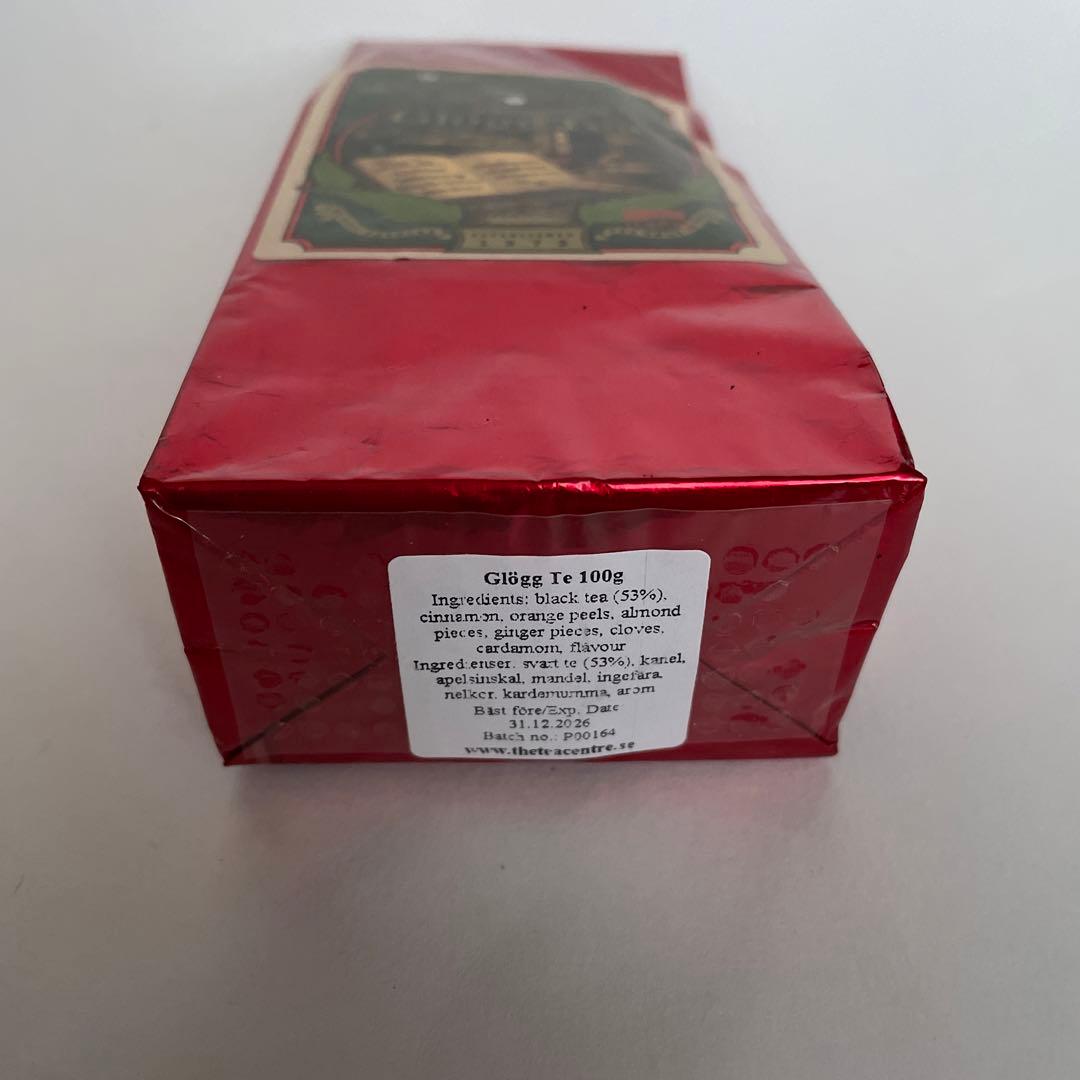 ESTABLISHED
1979
Glögg Te 100g
Ingredients: black tea (53%),
cinnamon, orange peels, almond
pieces, ginger pieces, cloves,
cardamom, flavour
Ingredienser: svart te (53%), kanel,
apelsinskal, mandel, ingefära,
nejlikor, kardemumma, arom
Bäst före/Exp. Date
31.12.2026
Batch no.: P00164
www.theteacentre.se